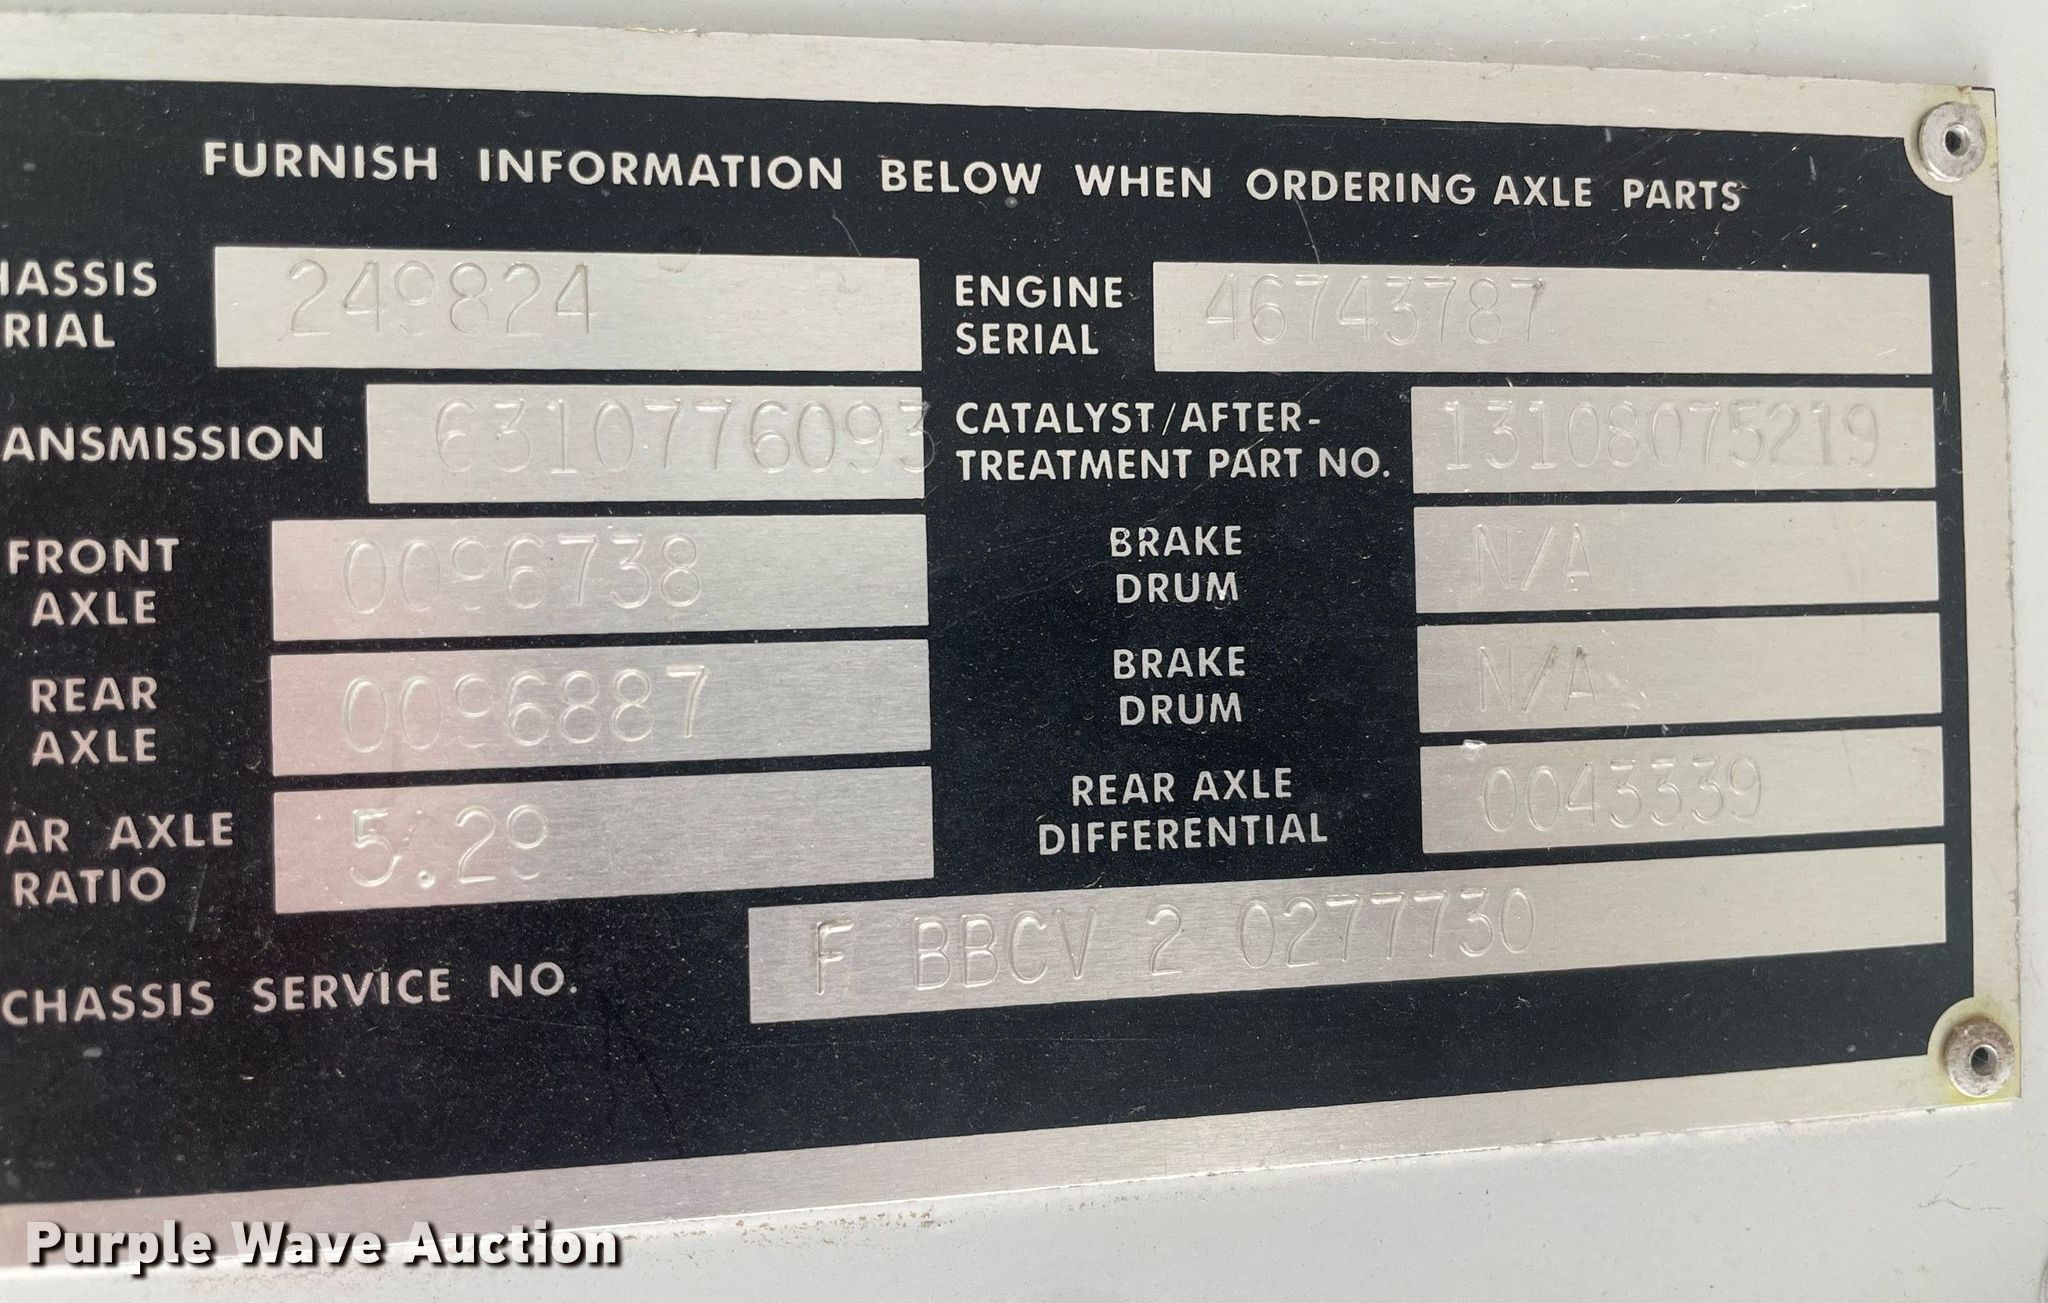 FURNISH INFORMATION BELOW WHEN ORDERING AXLE PARTS
HASSIS
RIAL
249824
ENGINE
SERIAL
46743787
ANSMISSION
6310776093
CATALYST/AFTER-
TREATMENT PART NO.
13108075219
FRONT
AXLE
0096738
BRAKE
DRUM
N/A
REAR
AXLE
0096887
BRAKE
DRUM
N/A
AR AXLE
RATIO
5.29
REAR AXLE
DIFFERENTIAL
0043339
CHASSIS SERVICE NO.
F BBCV 2 0277730
Purple Wave Auction